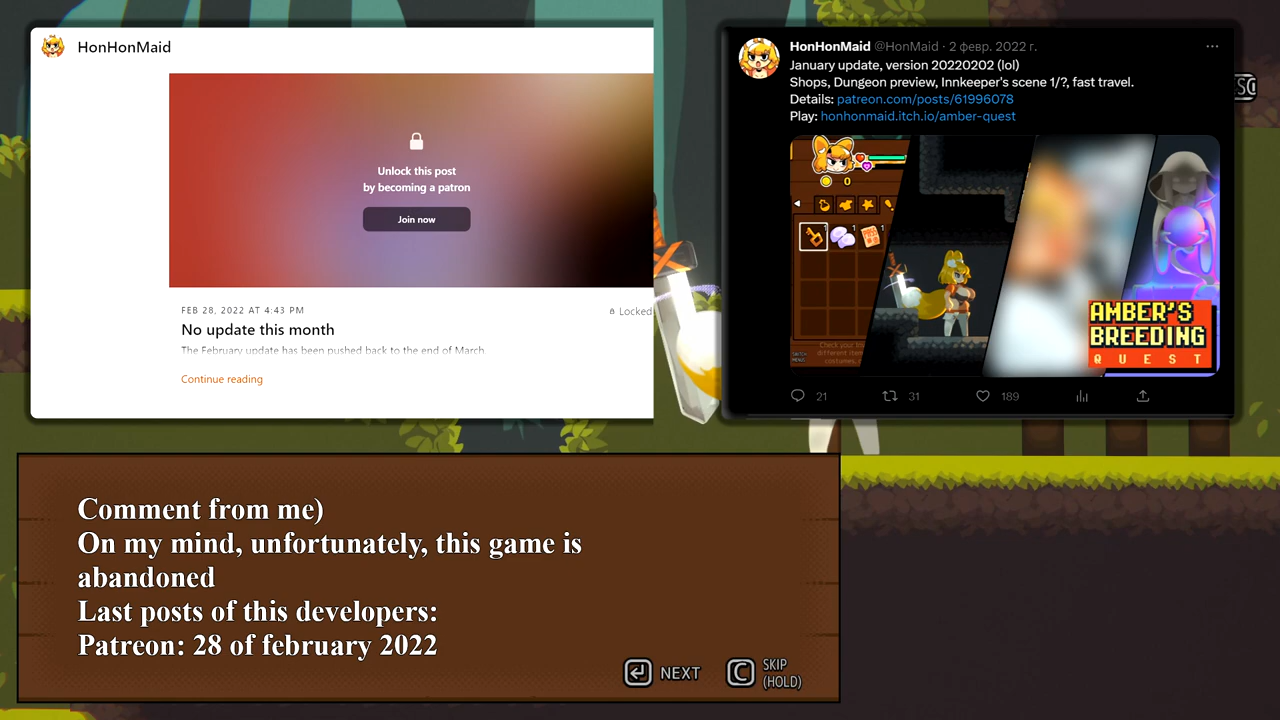 HonHonMaid
Unlock this post
by becoming a patron
Join now
FEB 28, 2022 AT 4:43 PM
Locked
No update this month
The February update has been pushed back to the end of March
Continue reading
HonHonMaid @HonMaid · 2 февр. 2022 г.
January update, version 20220202 (lol)
Shops, Dungeon preview, Innkeeper's scene 1/?, fast travel.
Details: patreon.com/posts/61996078
Play: honhonmaid.itch.io/amber-quest
0
1
1
AMBER'S
BREEDING
QUEST
21
31
189
Comment from me)
On my mind, unfortunately, this game is
abandoned
Last posts of this developers:
Patreon: 28 of february 2022
NEXT
C
SKIP
(HOLD)